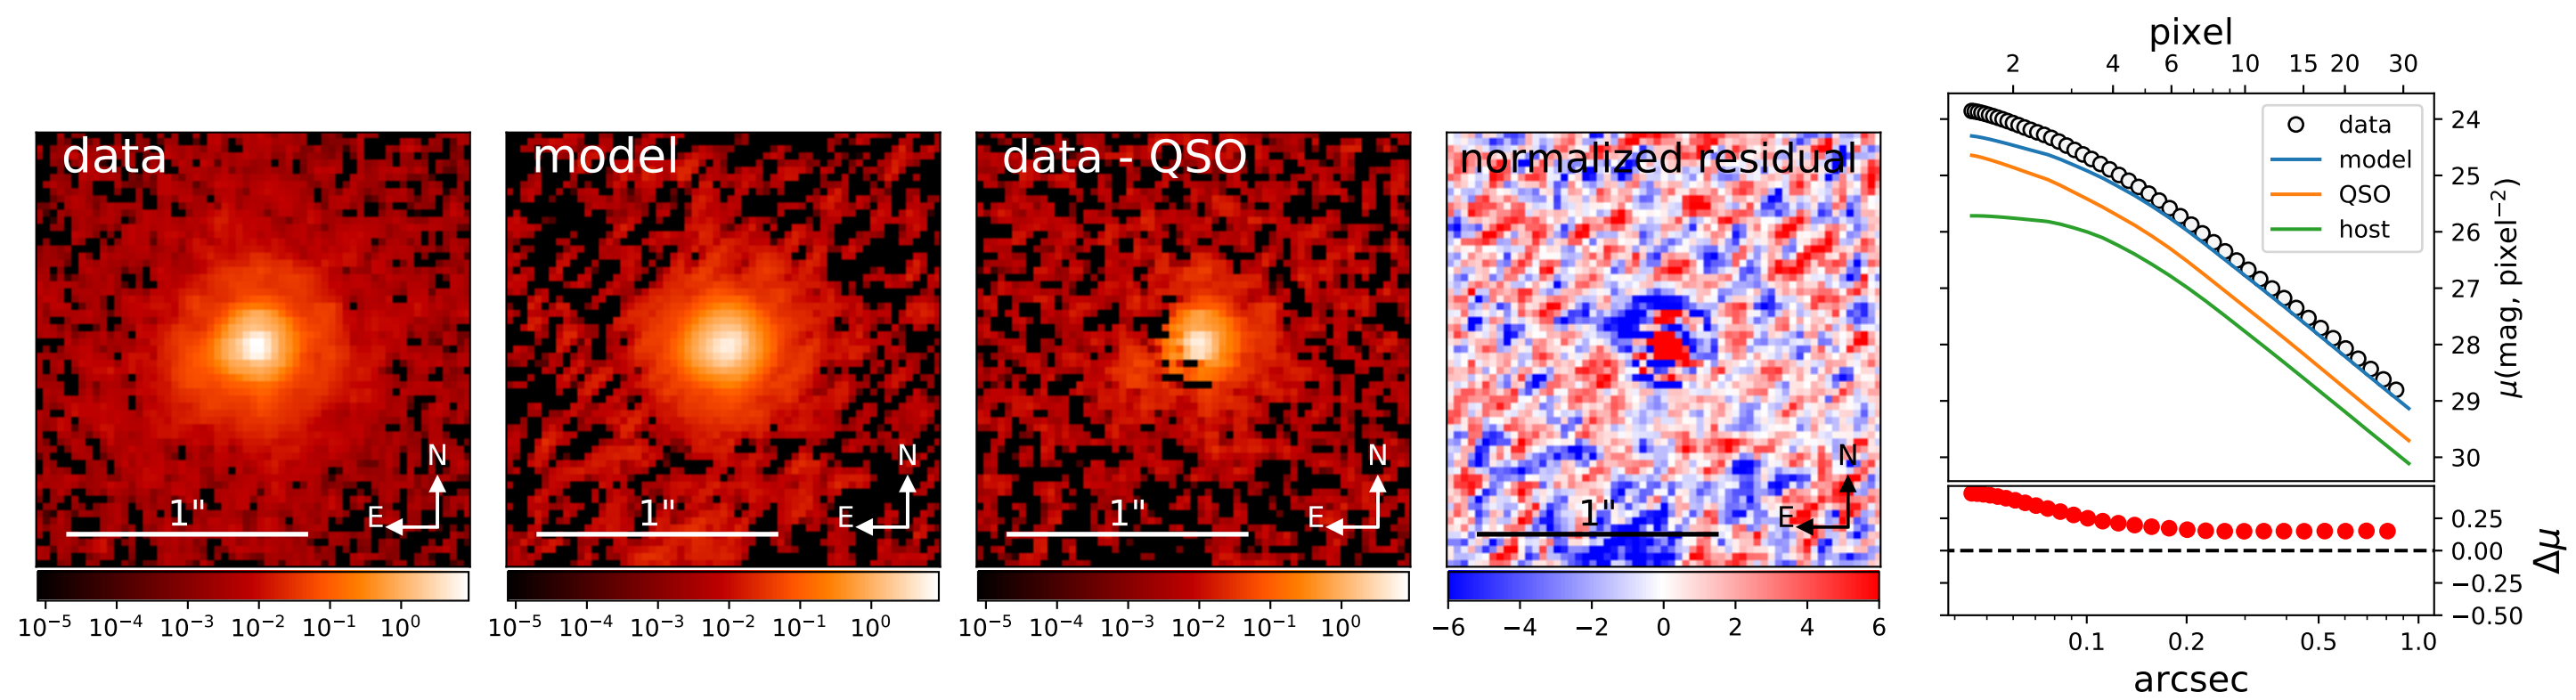 data
N
E
1"
10⁻⁵ 10⁻⁴ 10⁻³ 10⁻² 10⁻¹ 10⁰
model
N
E
1"
10⁻⁵ 10⁻⁴ 10⁻³ 10⁻² 10⁻¹ 10⁰
data - QSO
N
E
1"
10⁻⁵ 10⁻⁴ 10⁻³ 10⁻² 10⁻¹ 10⁰
normalized residual
N
E
1"
−6 −4 −2 0 2 4 6
pixel
2 4 6 10 15 20 30
data
model
QSO
host
24
25
26
27
28
29
30
μ(mag, pixel⁻²)
0.25
0.00
−0.25
−0.50
Δμ
0.1 0.2 0.5 1.0
arcsec